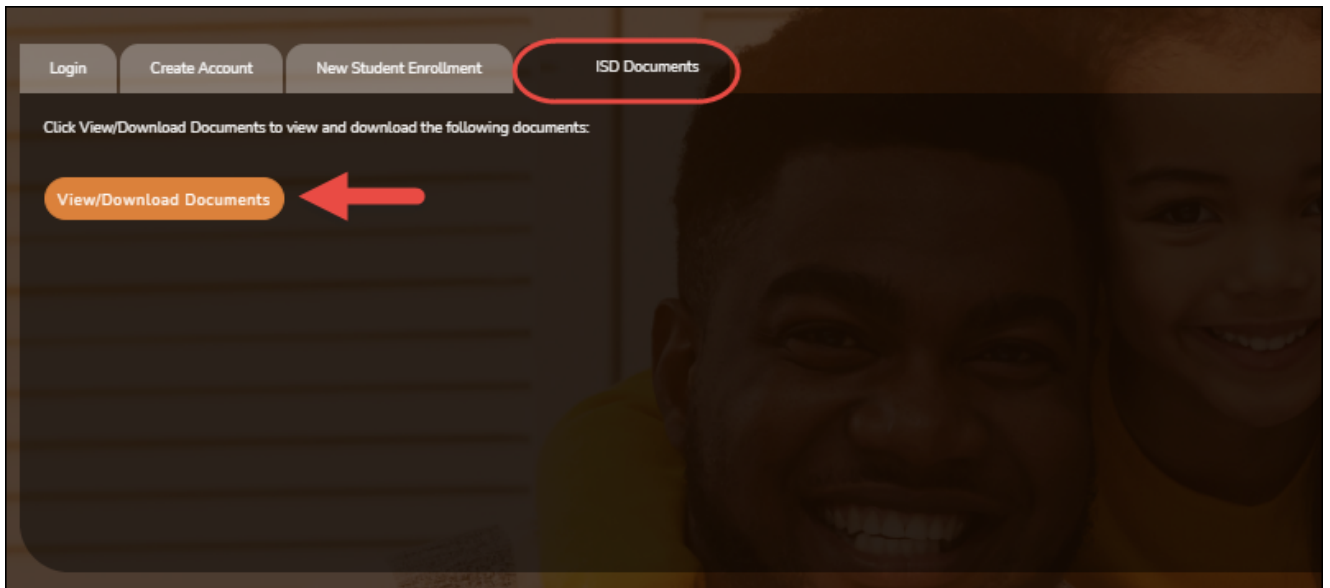 Login
Create Account
New Student Enrollment
ISD Documents
Click View/Download Documents to view and download the following documents:
View/Download Documents